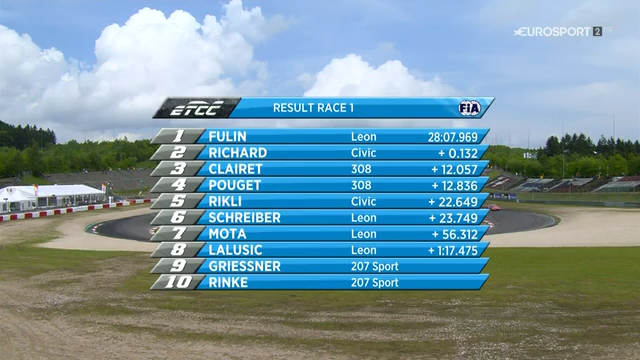 EUROSPORT 2
ETCC RESULT RACE 1 FIA
1 FULIN Leon 28:07.969
2 RICHARD Civic + 0.132
3 CLAIRET 308 + 12.057
4 POUGET 308 + 12.836
5 RIKLI Civic + 22.649
6 SCHREIBER Leon + 23.749
7 MOTA Leon + 56.312
8 LALUSIC Leon + 1:17.475
9 GRIESSNER 207 Sport
10 RINKE 207 Sport